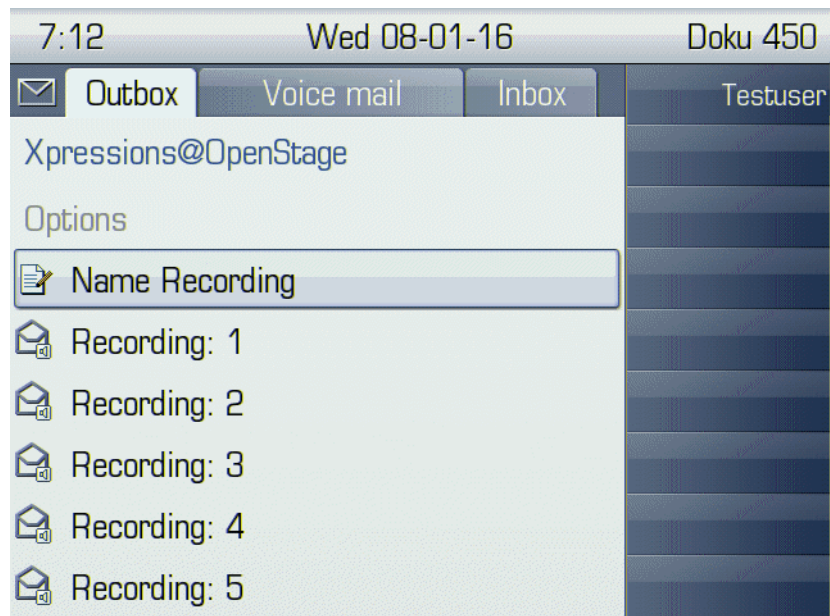 7:12 Wed 08-01-16 Doku 450
Outbox Voice mail Inbox Testuser
Xpressions@OpenStage
Options
Name Recording
Recording: 1
Recording: 2
Recording: 3
Recording: 4
Recording: 5